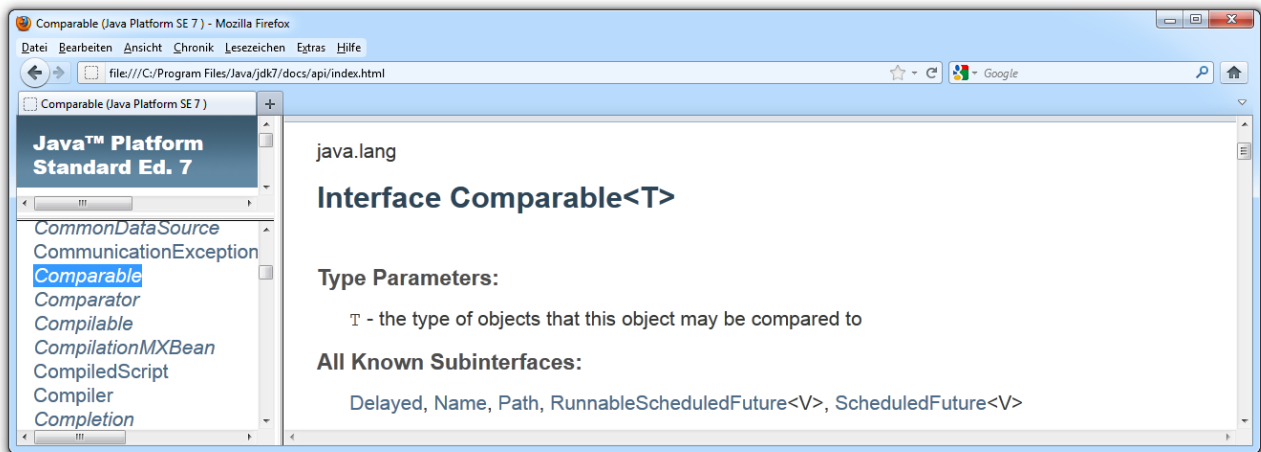 Comparable (Java Platform SE 7 ) - Mozilla Firefox
Datei Bearbeiten Ansicht Chronik Lesezeichen Extras Hilfe
file:///C:/Program Files/Java/jdk7/docs/api/index.html
Google
Comparable (Java Platform SE 7 )
Java™ Platform
Standard Ed. 7
CommonDataSource
CommunicationException
Comparable
Comparator
Compilable
CompilationMXBean
CompiledScript
Compiler
Completion
java.lang
Interface Comparable<T>
Type Parameters:
T - the type of objects that this object may be compared to
All Known Subinterfaces:
Delayed, Name, Path, RunnableScheduledFuture<V>, ScheduledFuture<V>